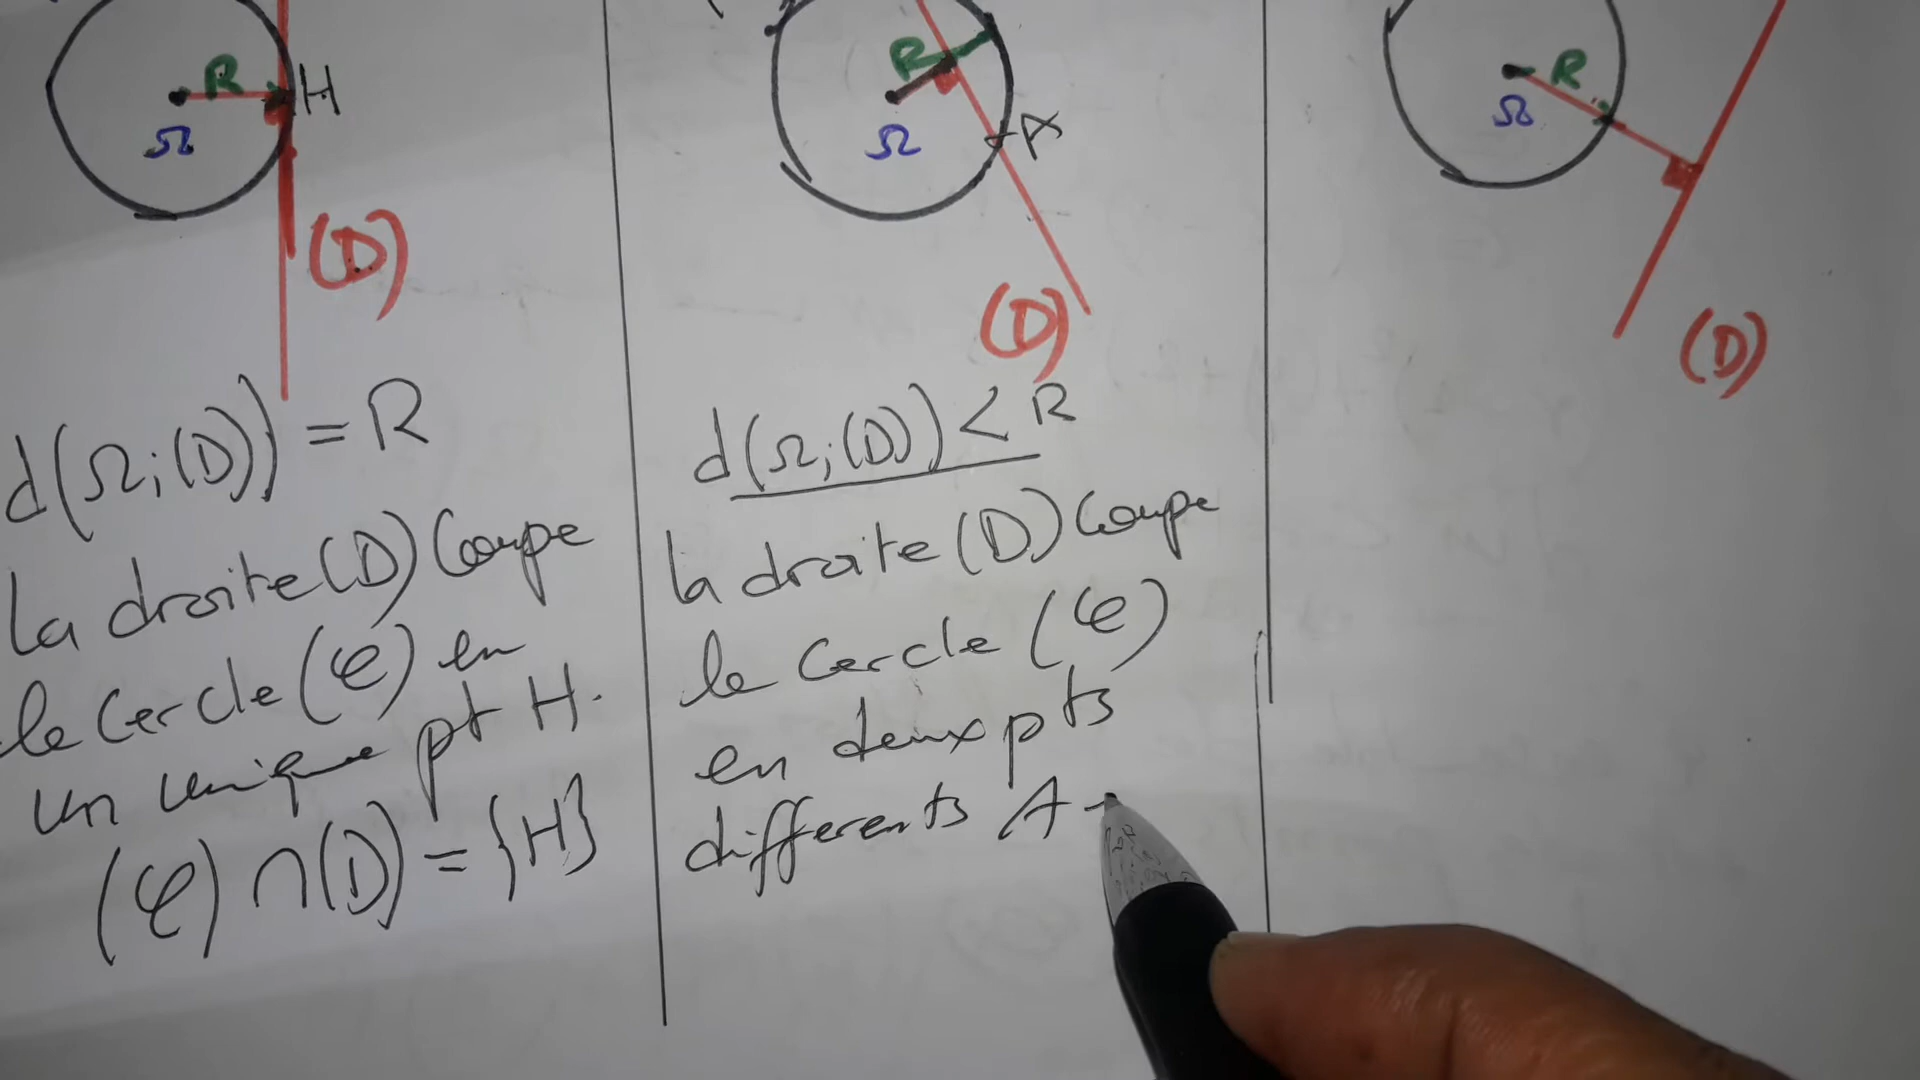 R
H
Ω
(D)
d(Ω;(D)) = R
La droite (D) Coupe
le Cercle (𝒞) en
un unique pt H.
(𝒞) ∩ (D) = {H}
R
A
Ω
(D)
d(Ω;(D)) < R
la droite (D) Coupe
le Cercle (𝒞)
en deux pts
differents A
R
Ω
(D)